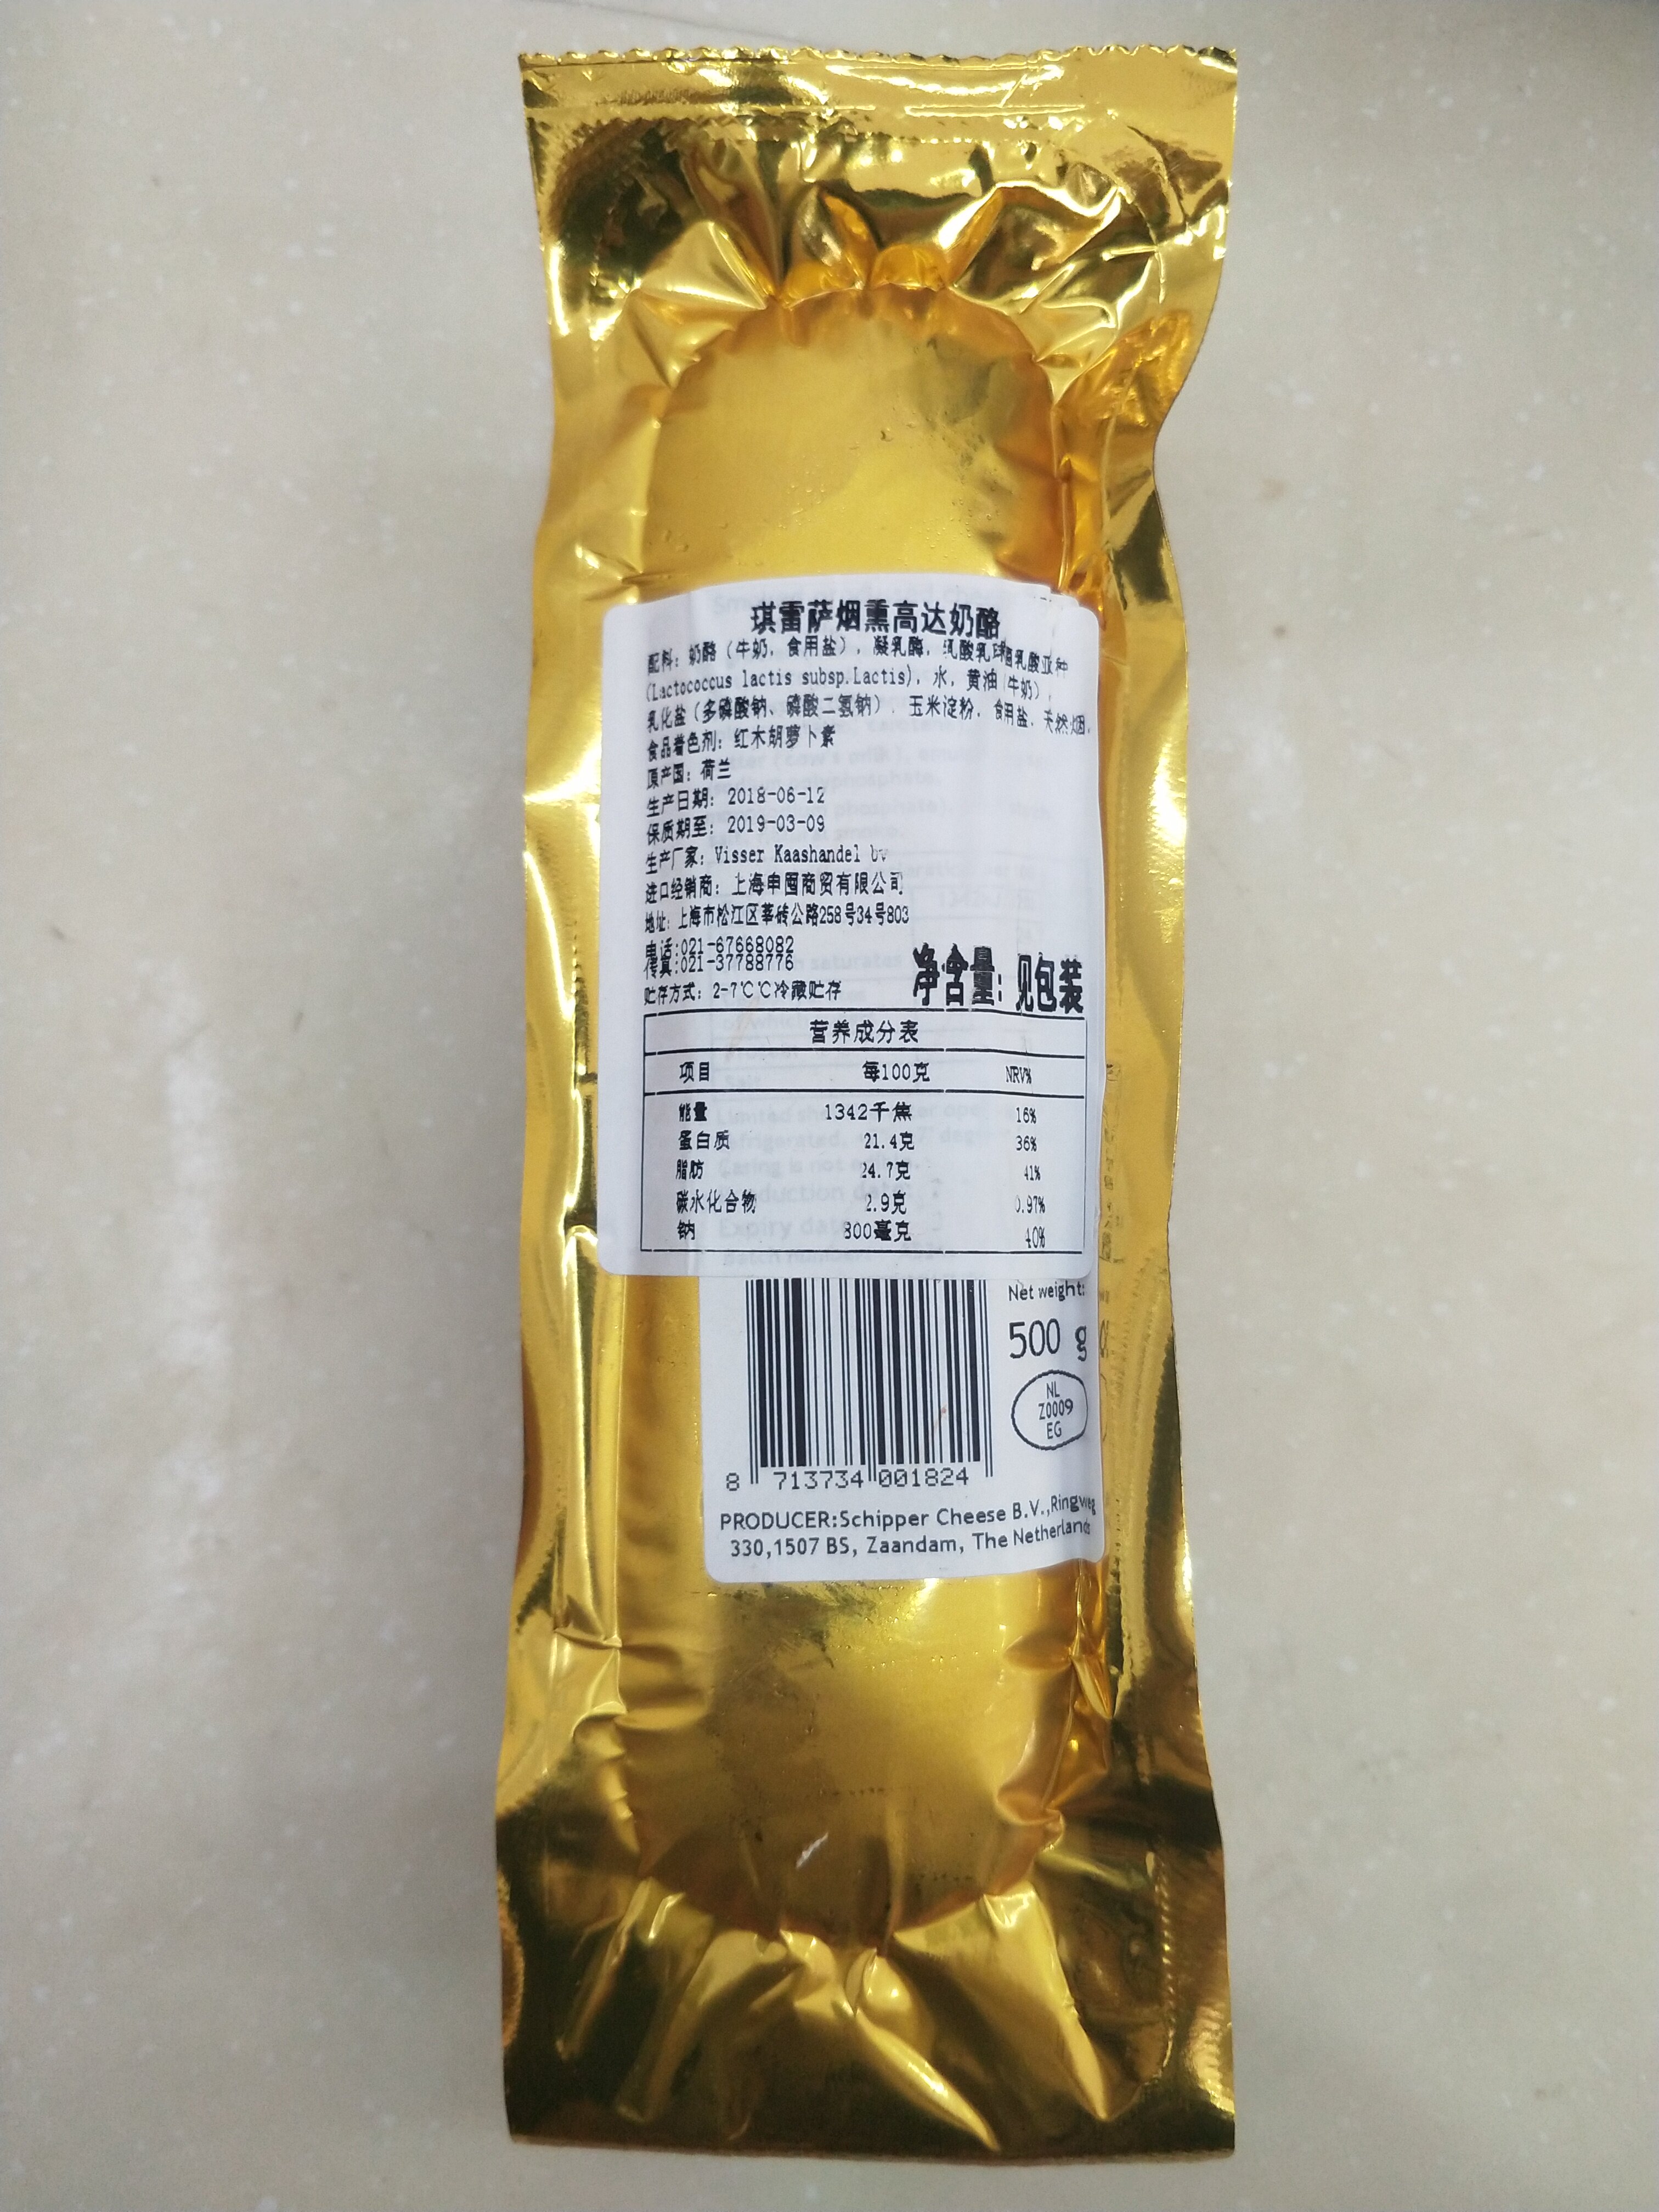 琪雷萨烟熏高达奶酪
配料：奶酪（牛奶，食用盐），凝乳酶，乳酸乳球菌乳酸亚种
(Lactococcus lactis subsp.Lactis)，水，黄油（牛奶），
乳化盐（多磷酸钠、磷酸二氢钠），玉米淀粉，食用盐，天然烟，
食品着色剂：红木胡萝卜素
原产国：荷兰
生产日期：2018-06-12
保质期至：2019-03-09
生产厂家：Visser Kaashandel bv
进口经销商：上海申囤商贸有限公司
地址：上海市松江区莘砖公路258号34号803
电话:021-67668082
传真:021-37788776
贮存方式：2-7℃℃冷藏贮存
净含量：见包装
营养成分表
项目 每100克 NRV%
能量 1342千焦 16%
蛋白质 21.4克 36%
脂肪 24.7克 41%
碳水化合物 2.9克 0.97%
钠 800毫克 40%
Net weight:
500 g
NL
Z0009
EG
8 713734 001824
PRODUCER:Schipper Cheese B.V.,Ringweg
330,1507 BS, Zaandam, The Netherlands